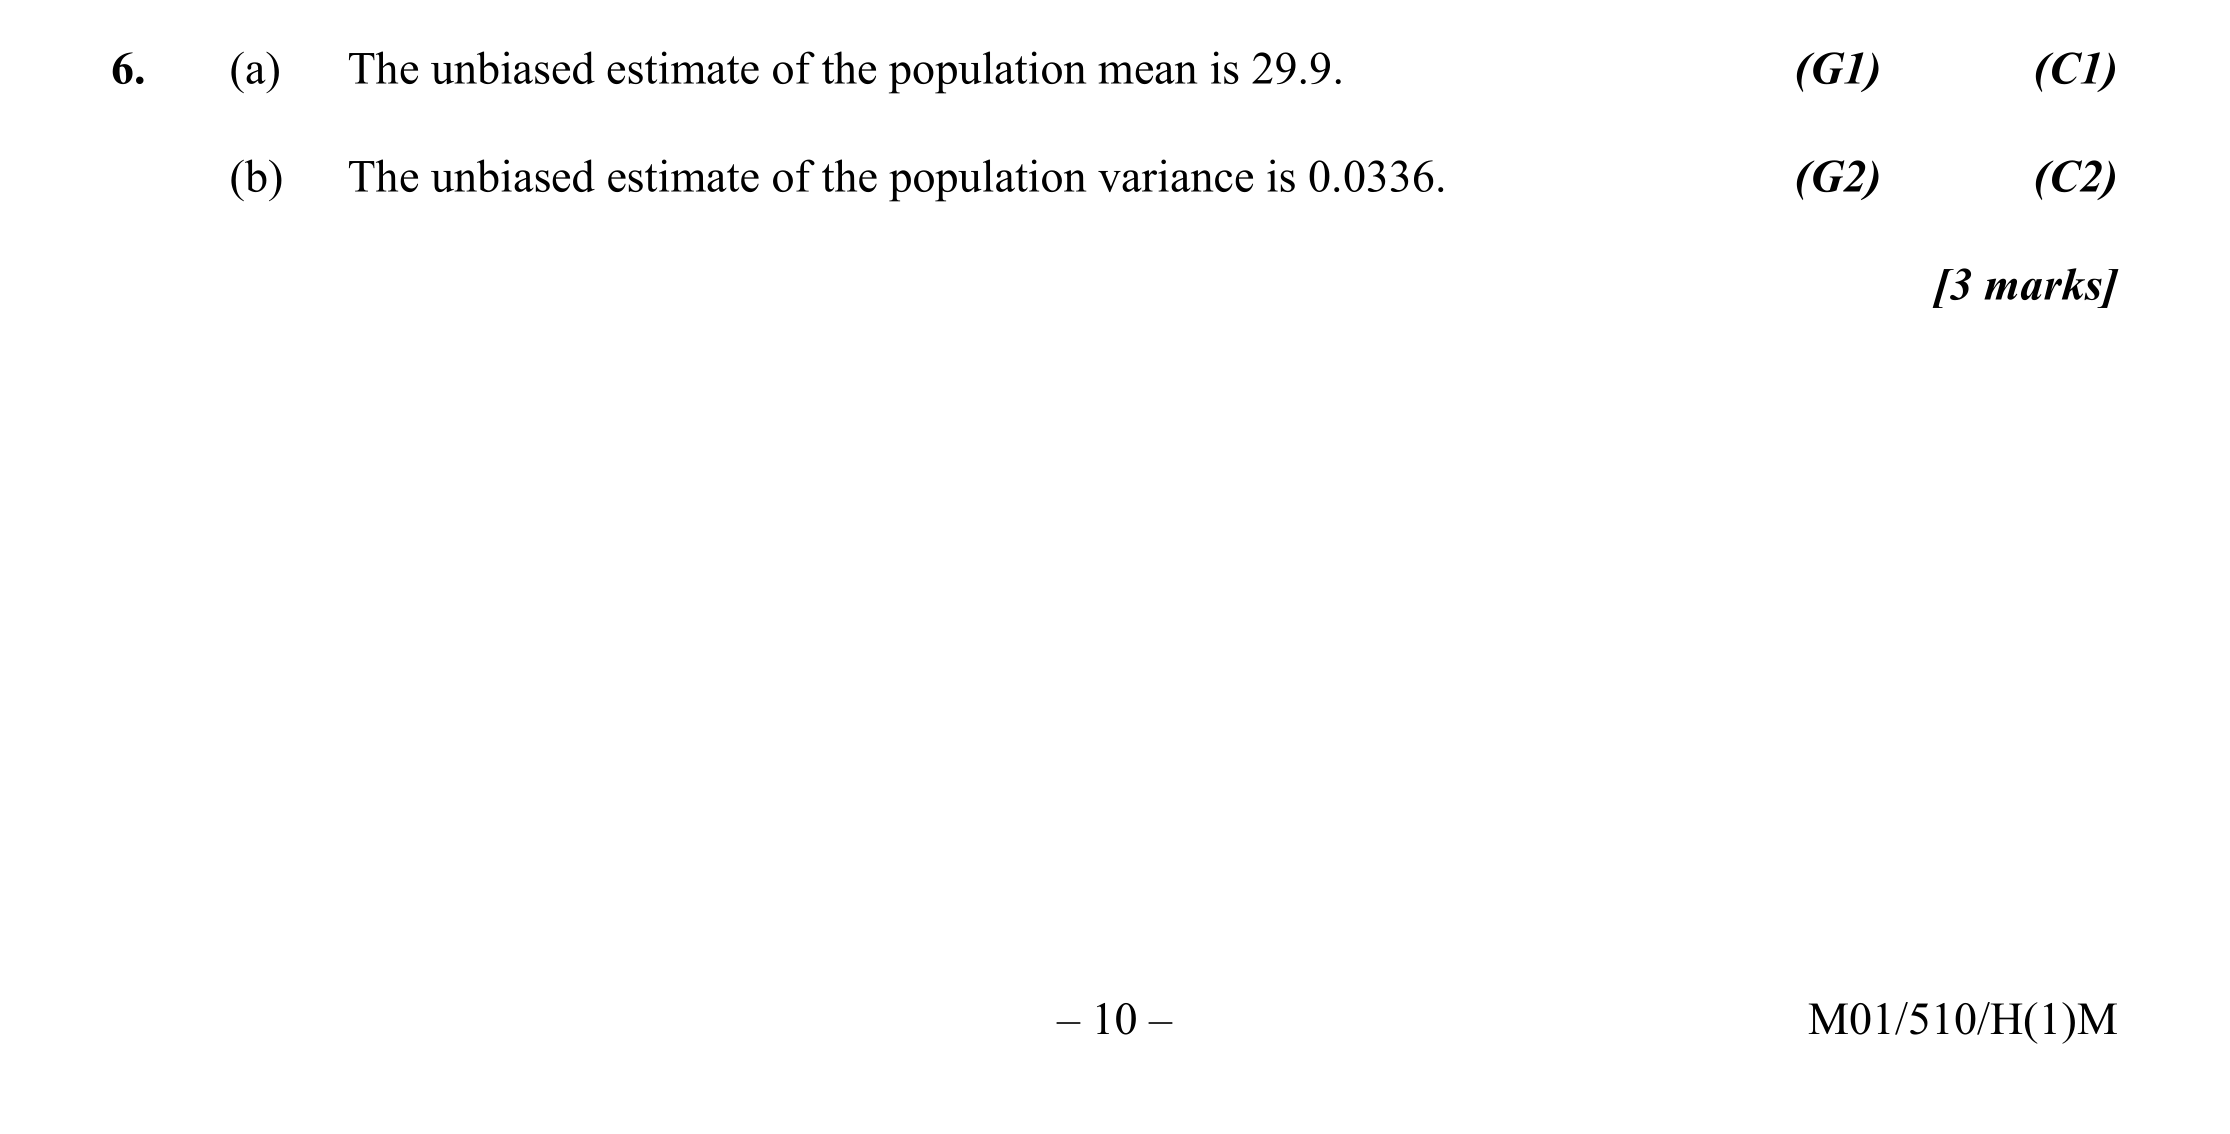 6. (a) The unbiased estimate of the population mean is 29.9. (G1) (C1)
(b) The unbiased estimate of the population variance is 0.0336. (G2) (C2)
[3 marks]
– 10 – M01/510/H(1)M